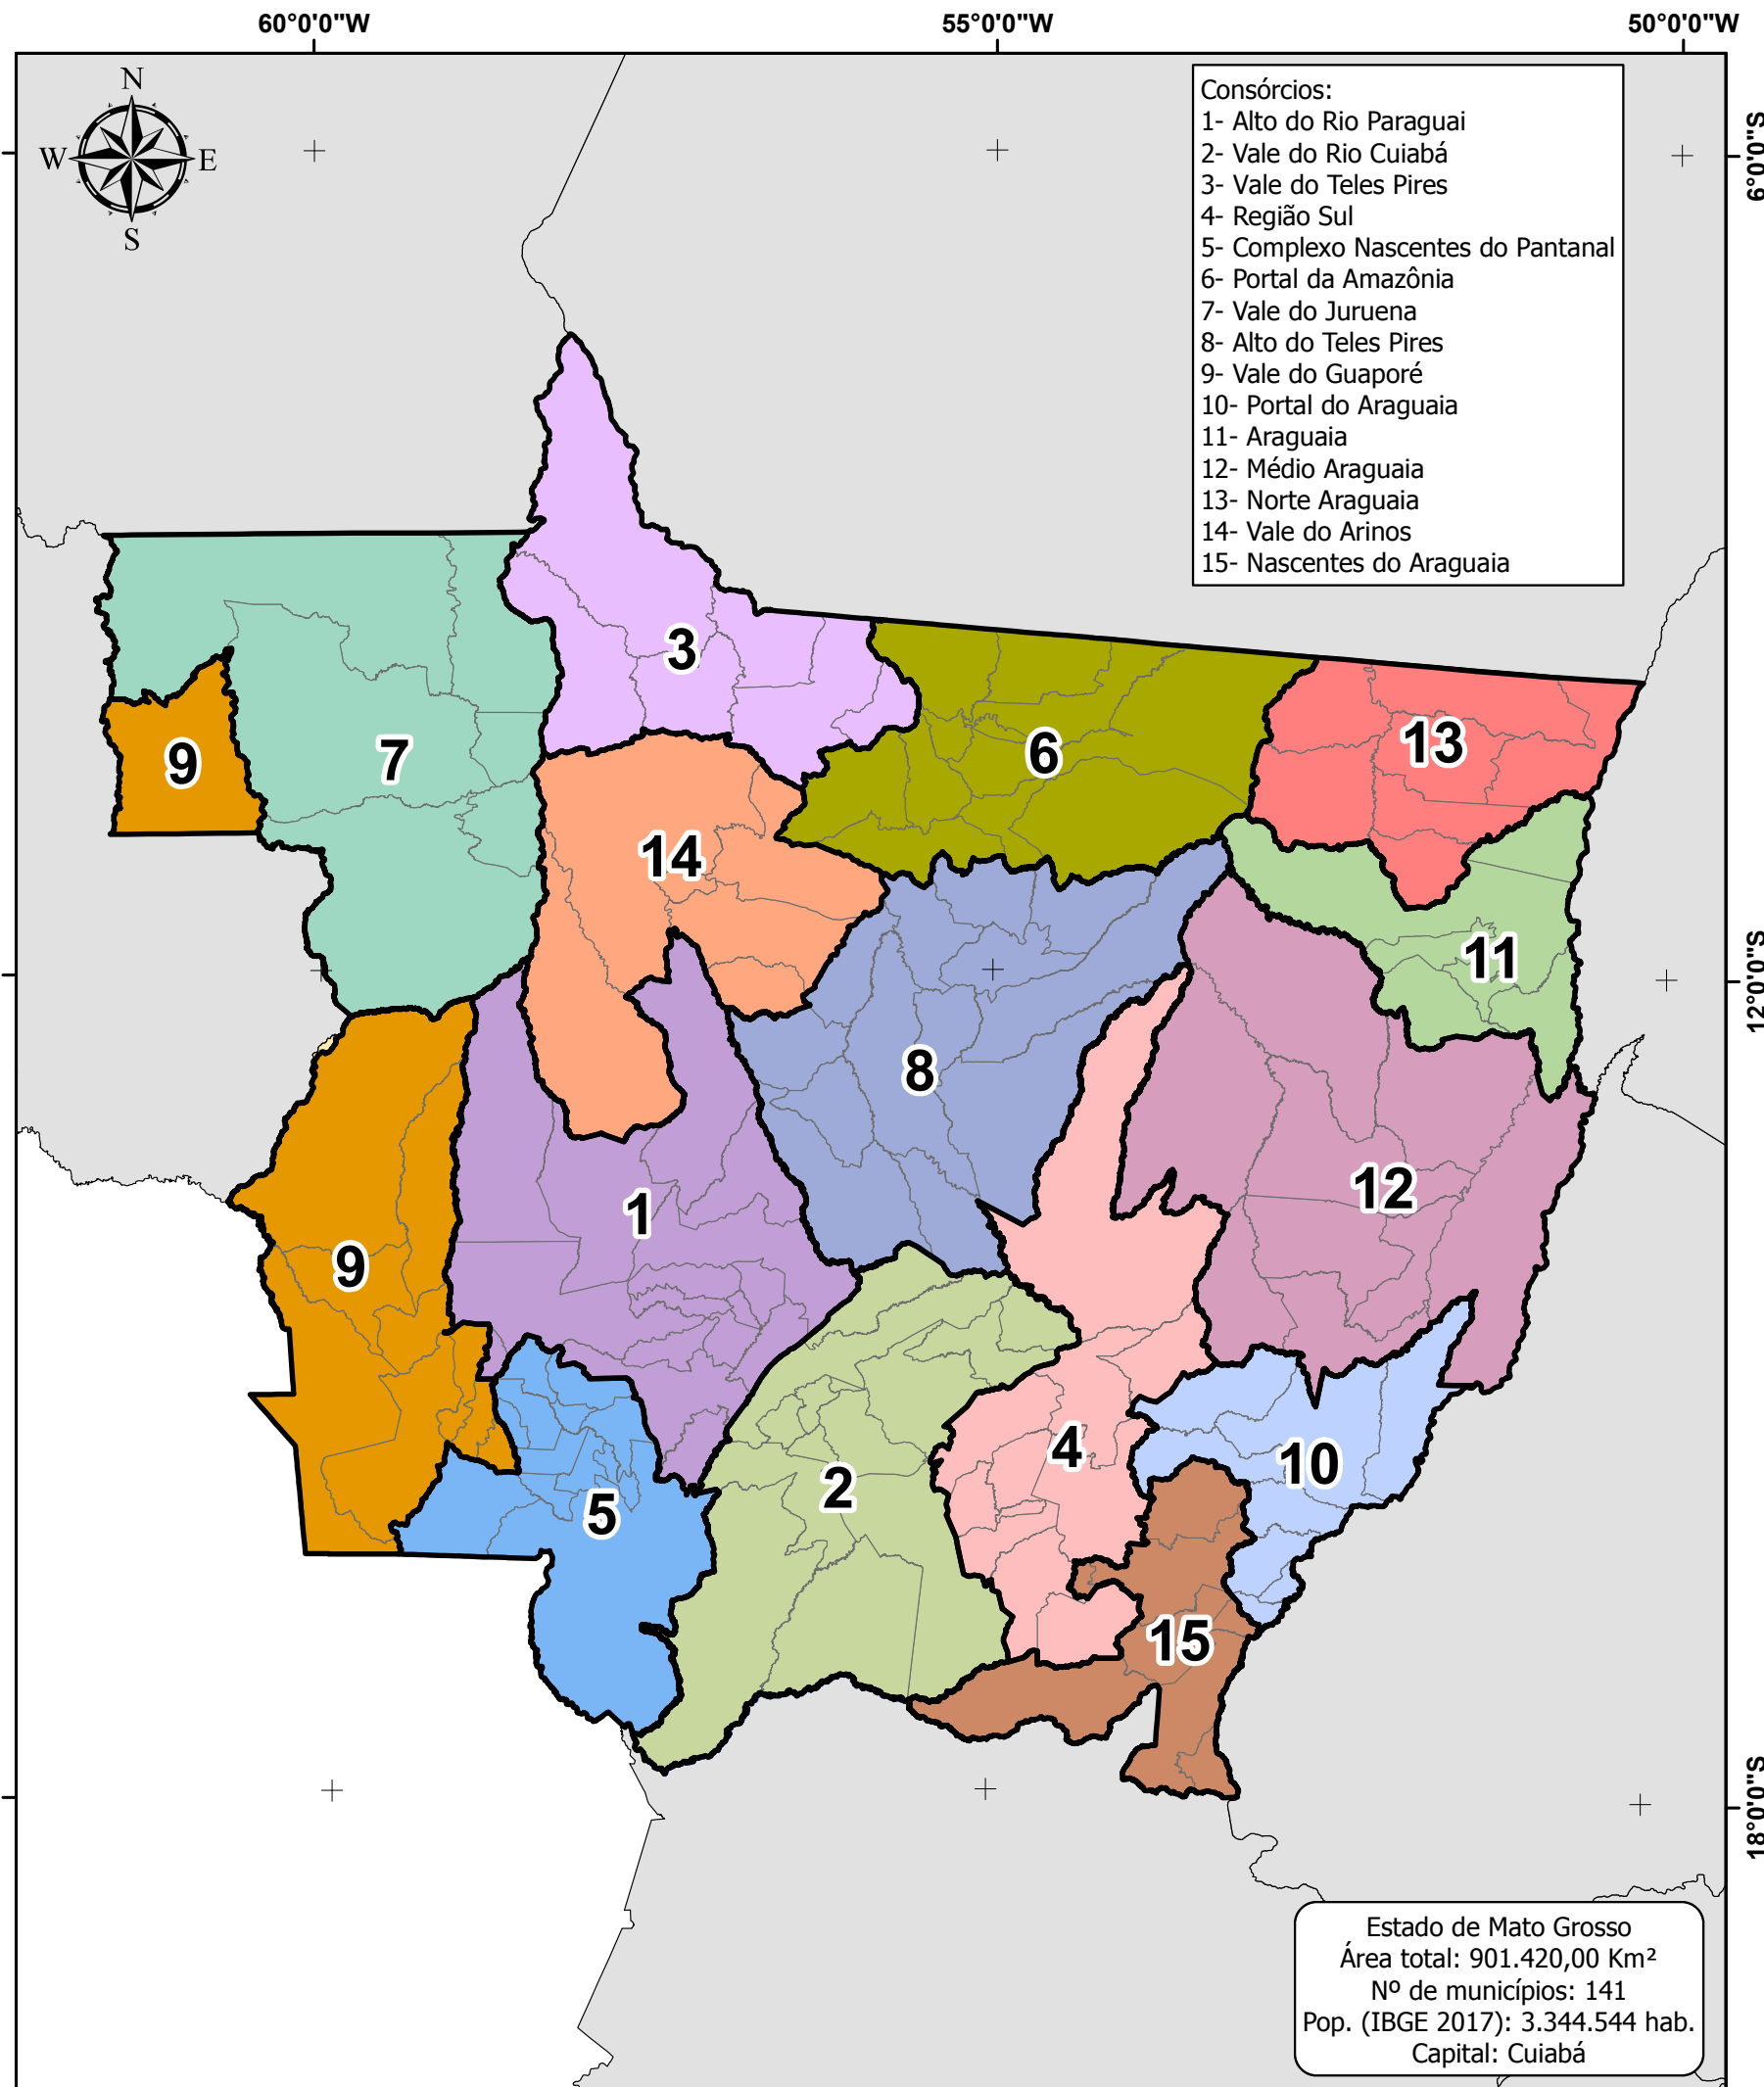 60°0'0"W
55°0'0"W
50°0'0"W
N
W
E
S
Consórcios:
1- Alto do Rio Paraguai
2- Vale do Rio Cuiabá
3- Vale do Teles Pires
4- Região Sul
5- Complexo Nascentes do Pantanal
6- Portal da Amazônia
7- Vale do Juruena
8- Alto do Teles Pires
9- Vale do Guaporé
10- Portal do Araguaia
11- Araguaia
12- Médio Araguaia
13- Norte Araguaia
14- Vale do Arinos
15- Nascentes do Araguaia
6°0'0"S
3
13
6
7
9
14
11
12°0'0"S
8
12
1
9
4
10
2
5
15
18°0'0"S
Estado de Mato Grosso
Área total: 901.420,00 Km²
Nº de municípios: 141
Pop. (IBGE 2017): 3.344.544 hab.
Capital: Cuiabá